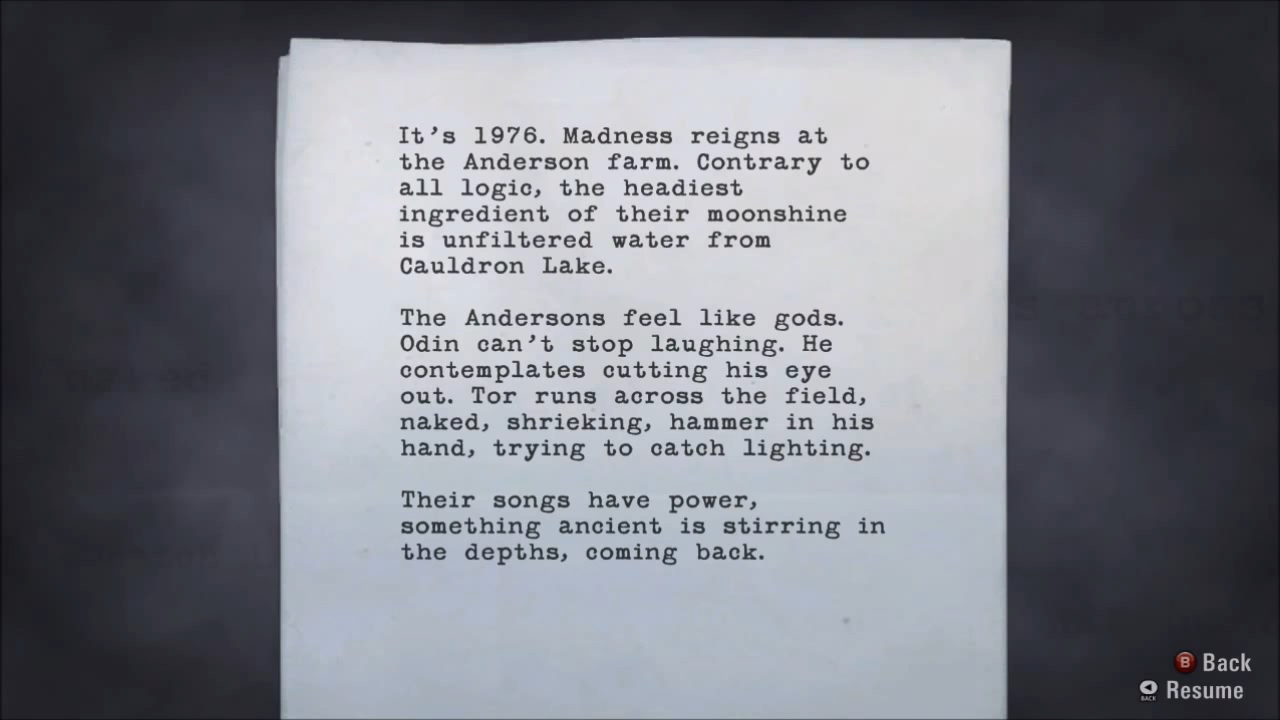 It's 1976. Madness reigns at
the Anderson farm. Contrary to
all logic, the headiest
ingredient of their moonshine
is unfiltered water from
Cauldron Lake.
The Andersons feel like gods.
Odin can't stop laughing. He
contemplates cutting his eye
out. Tor runs across the field,
naked, shrieking, hammer in his
hand, trying to catch lighting.
Their songs have power,
something ancient is stirring in
the depths, coming back.
B Back
BACK Resume